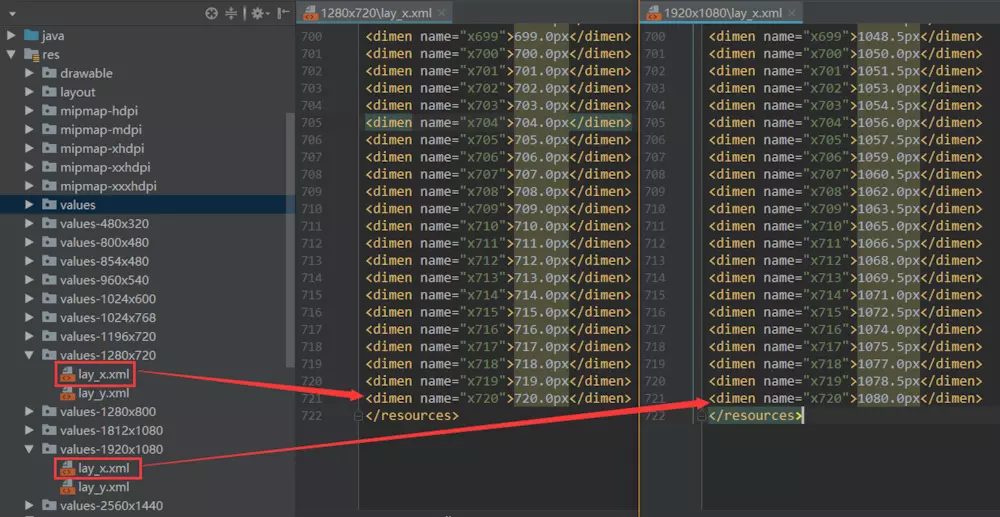 java
res
drawable
layout
mipmap-hdpi
mipmap-mdpi
mipmap-xhdpi
mipmap-xxhdpi
mipmap-xxxhdpi
values
values-480x320
values-800x480
values-854x480
values-960x540
values-1024x600
values-1024x768
values-1196x720
values-1280x720
lay_x.xml
lay_y.xml
values-1280x800
values-1812x1080
values-1920x1080
lay_x.xml
lay_y.xml
values-2560x1440
1280x720\lay_x.xml
700 <dimen name="x699">699.0px</dimen>
701 <dimen name="x700">700.0px</dimen>
702 <dimen name="x701">701.0px</dimen>
703 <dimen name="x702">702.0px</dimen>
704 <dimen name="x703">703.0px</dimen>
705 <dimen name="x704">704.0px</dimen>
706 <dimen name="x705">705.0px</dimen>
707 <dimen name="x706">706.0px</dimen>
708 <dimen name="x707">707.0px</dimen>
709 <dimen name="x708">708.0px</dimen>
710 <dimen name="x709">709.0px</dimen>
711 <dimen name="x710">710.0px</dimen>
712 <dimen name="x711">711.0px</dimen>
713 <dimen name="x712">712.0px</dimen>
714 <dimen name="x713">713.0px</dimen>
715 <dimen name="x714">714.0px</dimen>
716 <dimen name="x715">715.0px</dimen>
717 <dimen name="x716">716.0px</dimen>
718 <dimen name="x717">717.0px</dimen>
719 <dimen name="x718">718.0px</dimen>
720 <dimen name="x719">719.0px</dimen>
721 <dimen name="x720">720.0px</dimen>
722 </resources>
1920x1080\lay_x.xml
700 <dimen name="x699">1048.5px</dimen>
701 <dimen name="x700">1050.0px</dimen>
702 <dimen name="x701">1051.5px</dimen>
703 <dimen name="x702">1053.0px</dimen>
704 <dimen name="x703">1054.5px</dimen>
705 <dimen name="x704">1056.0px</dimen>
706 <dimen name="x705">1057.5px</dimen>
707 <dimen name="x706">1059.0px</dimen>
708 <dimen name="x707">1060.5px</dimen>
709 <dimen name="x708">1062.0px</dimen>
710 <dimen name="x709">1063.5px</dimen>
711 <dimen name="x710">1065.0px</dimen>
712 <dimen name="x711">1066.5px</dimen>
713 <dimen name="x712">1068.0px</dimen>
714 <dimen name="x713">1069.5px</dimen>
715 <dimen name="x714">1071.0px</dimen>
716 <dimen name="x715">1072.5px</dimen>
717 <dimen name="x716">1074.0px</dimen>
718 <dimen name="x717">1075.5px</dimen>
719 <dimen name="x718">1077.0px</dimen>
720 <dimen name="x719">1078.5px</dimen>
721 <dimen name="x720">1080.0px</dimen>
722 </resources>